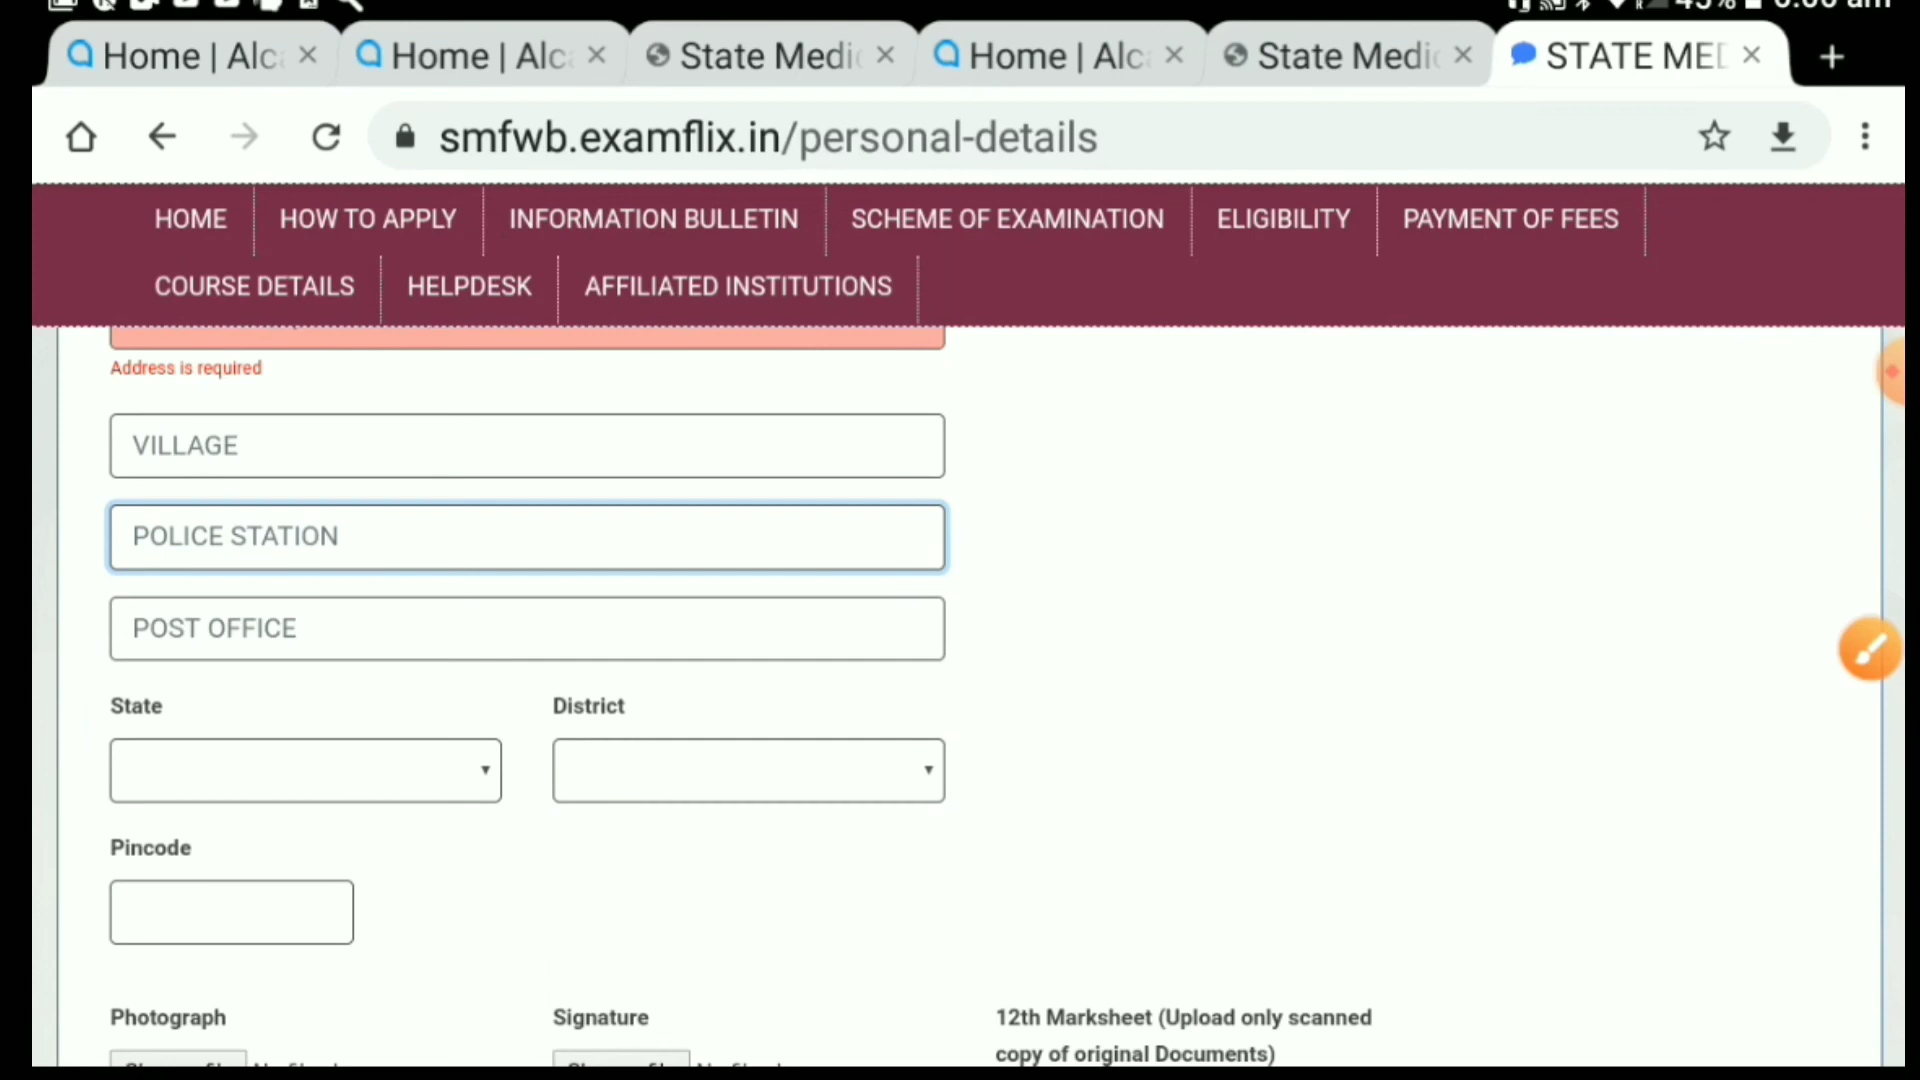 Home | Alc
Home | Alc
State Medi
Home | Alc
State Medi
STATE MED
smfwb.examflix.in/personal-details
HOME
HOW TO APPLY
INFORMATION BULLETIN
SCHEME OF EXAMINATION
ELIGIBILITY
PAYMENT OF FEES
COURSE DETAILS
HELPDESK
AFFILIATED INSTITUTIONS
Address is required
VILLAGE
POLICE STATION
POST OFFICE
State
District
Pincode
Photograph
Signature
12th Marksheet (Upload only scanned
copy of original Documents)